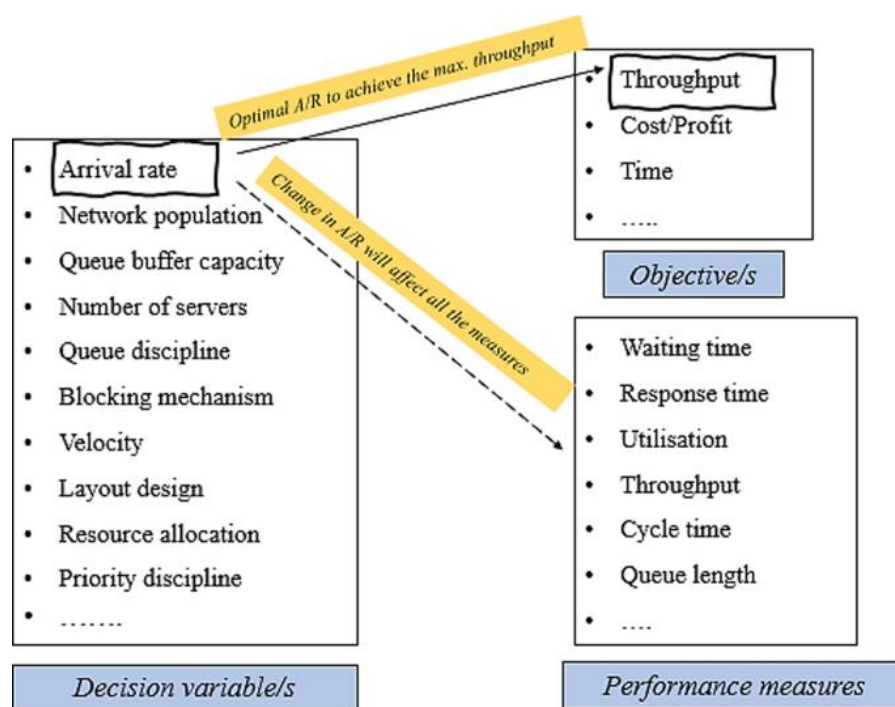 Optimal A/R to achieve the max. throughput
• Throughput
• Cost/Profit
• Time
• .....
Objective/s
• Arrival rate
• Network population
• Queue buffer capacity
• Number of servers
• Queue discipline
• Blocking mechanism
• Velocity
• Layout design
• Resource allocation
• Priority discipline
• .......
Decision variable/s
Change in A/R will affect all the measures
• Waiting time
• Response time
• Utilisation
• Throughput
• Cycle time
• Queue length
• ....
Performance measures